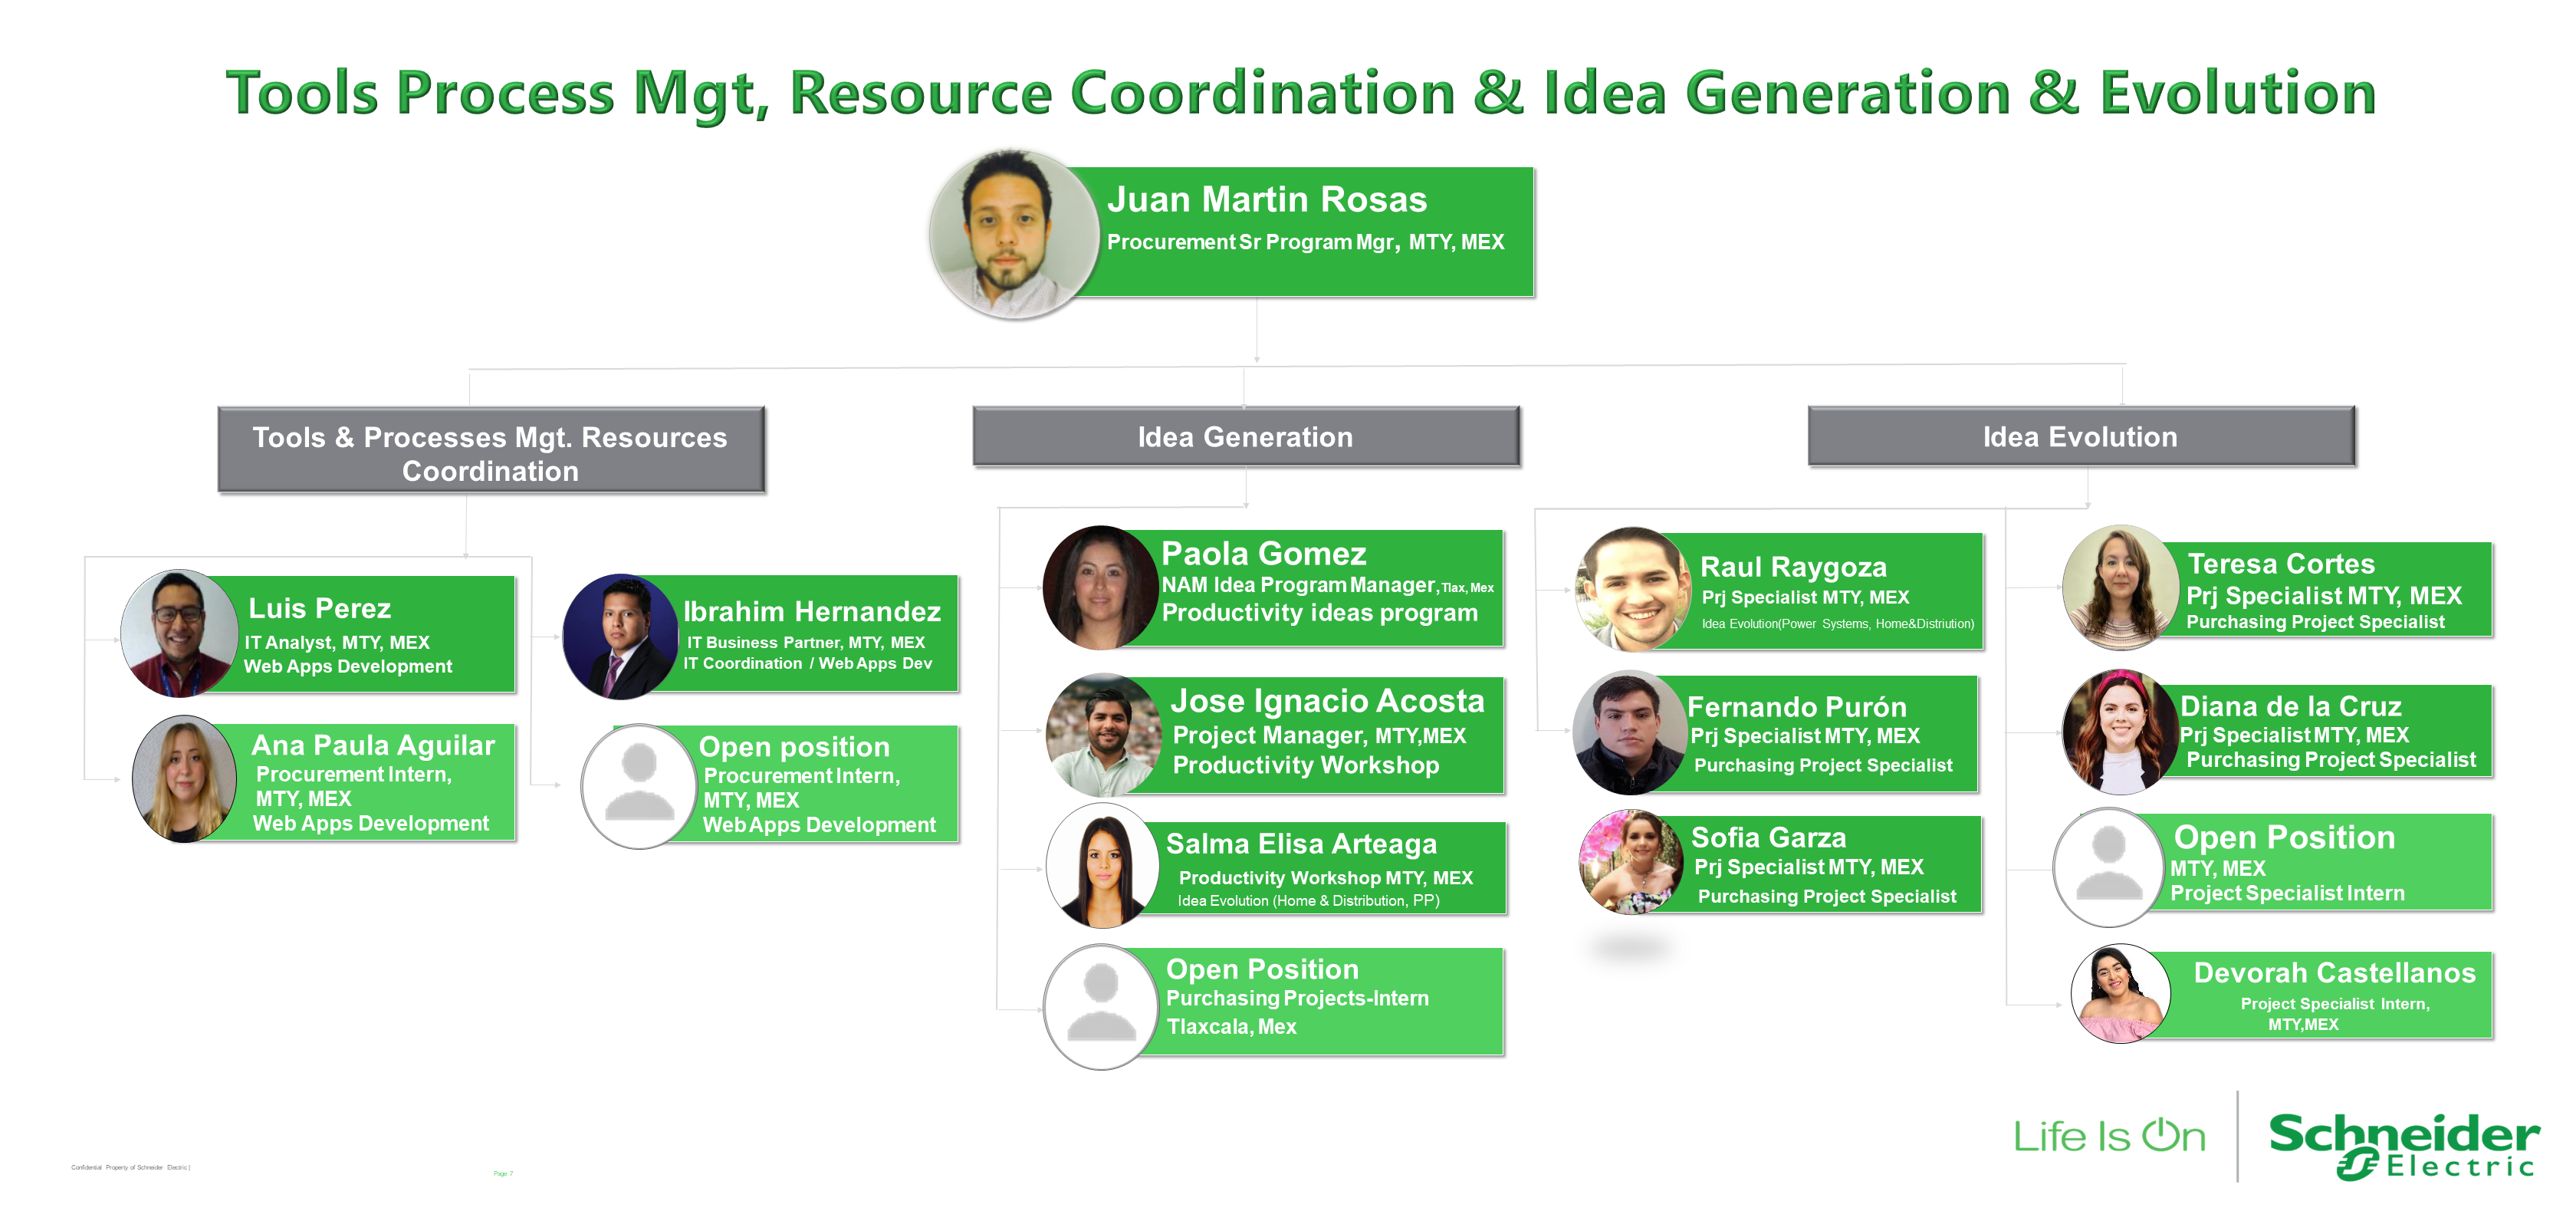 Tools Process Mgt, Resource Coordination & Idea Generation & Evolution
Juan Martin Rosas
Procurement Sr Program Mgr, MTY, MEX
Tools & Processes Mgt. Resources
Coordination
Idea Generation
Idea Evolution
Luis Perez
IT Analyst, MTY, MEX
Web Apps Development
Ibrahim Hernandez
IT Business Partner, MTY, MEX
IT Coordination / Web Apps Dev
Ana Paula Aguilar
Procurement Intern,
MTY, MEX
Web Apps Development
Open position
Procurement Intern,
MTY, MEX
Web Apps Development
Paola Gomez
NAM Idea Program Manager, Tlax, Mex
Productivity ideas program
Jose Ignacio Acosta
Project Manager, MTY,MEX
Productivity Workshop
Salma Elisa Arteaga
Productivity Workshop MTY, MEX
Idea Evolution (Home & Distribution, PP)
Open Position
Purchasing Projects-Intern
Tlaxcala, Mex
Raul Raygoza
Prj Specialist MTY, MEX
Idea Evolution(Power Systems, Home&Distriution)
Fernando Purón
Prj Specialist MTY, MEX
Purchasing Project Specialist
Sofia Garza
Prj Specialist MTY, MEX
Purchasing Project Specialist
Teresa Cortes
Prj Specialist MTY, MEX
Purchasing Project Specialist
Diana de la Cruz
Prj Specialist MTY, MEX
Purchasing Project Specialist
Open Position
MTY, MEX
Project Specialist Intern
Devorah Castellanos
Project Specialist Intern,
MTY,MEX
Life Is On
Schneider
Electric
Confidential Property of Schneider Electric |
Page 7